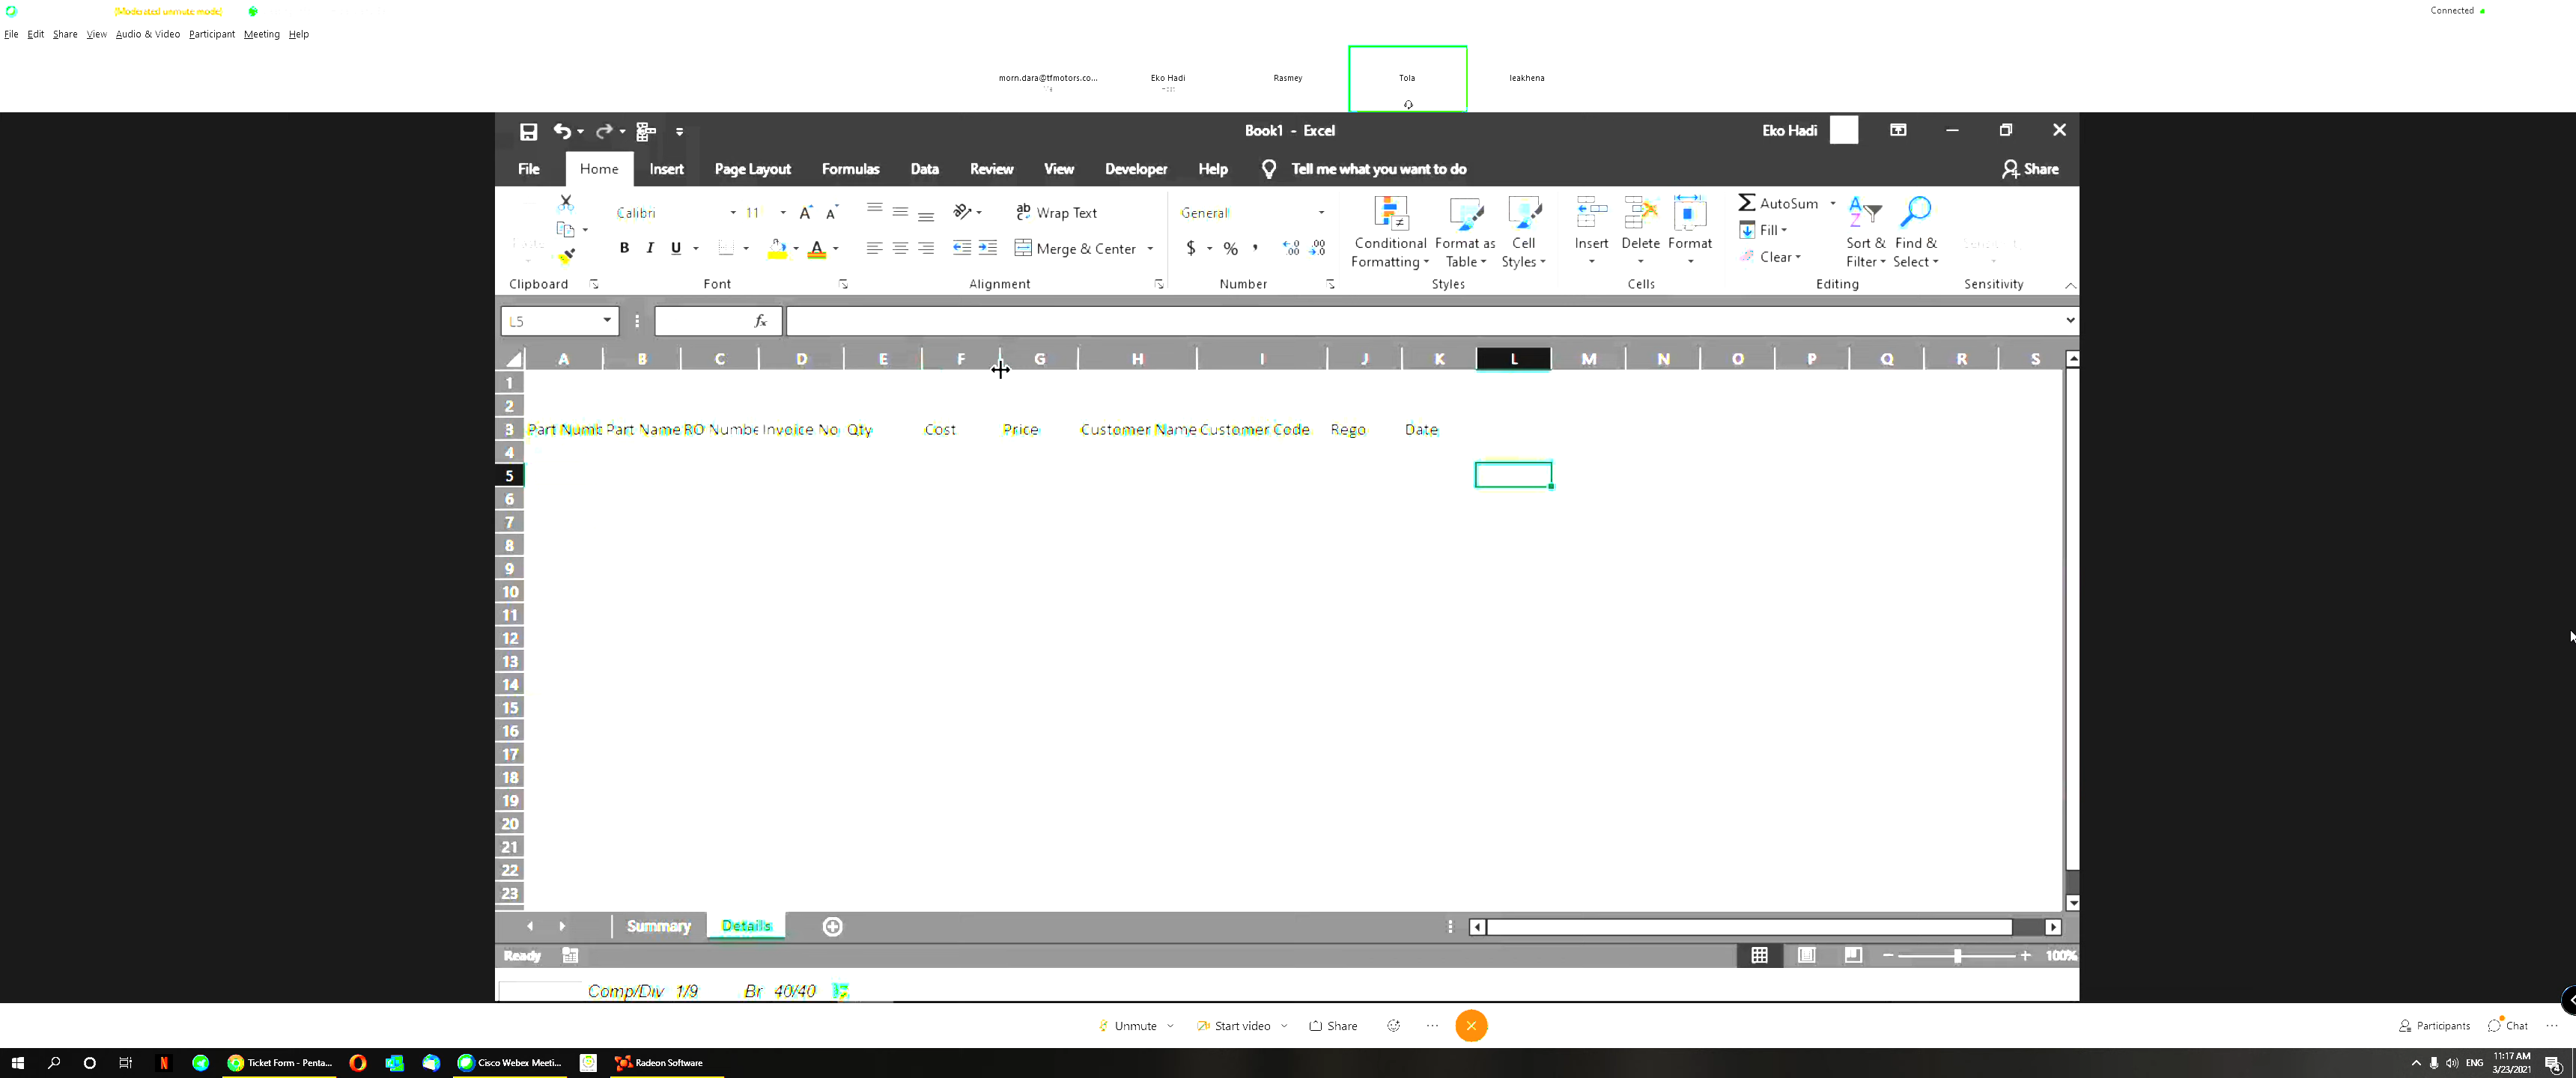 [Moderated unmute mode]
Connected
File Edit Share View Audio & Video Participant Meeting Help
morn.dara@tfmotors.co... Eko Hadi Rasmey Tola leakhena
Book1 - Excel Eko Hadi
File Home Insert Page Layout Formulas Data Review View Developer Help Tell me what you want to do Share
Calibri 11 A A ab Wrap Text General AutoSum
B I U A Merge & Center $ % , Fill
Conditional Formatting Format as Table Cell Styles Insert Delete Format Clear Sort & Filter Find & Select
Clipboard Font Alignment Number Styles Cells Editing Sensitivity
L5 fx
A B C D E F G H I J K L M N O P Q R S
1
2
3 Part Numb Part Name RO Numbe Invoice No Qty Cost Price Customer Name Customer Code Rego Date
4
5
6
7
8
9
10
11
12
13
14
15
16
17
18
19
20
21
22
23
Summary Details
Ready 100%
Comp/Div 1/9 Br 40/40
Unmute Start video Share Participants Chat
Ticket Form - Penta... Cisco Webex Meeti... Radeon Software ENG 11:17 AM
3/23/2021